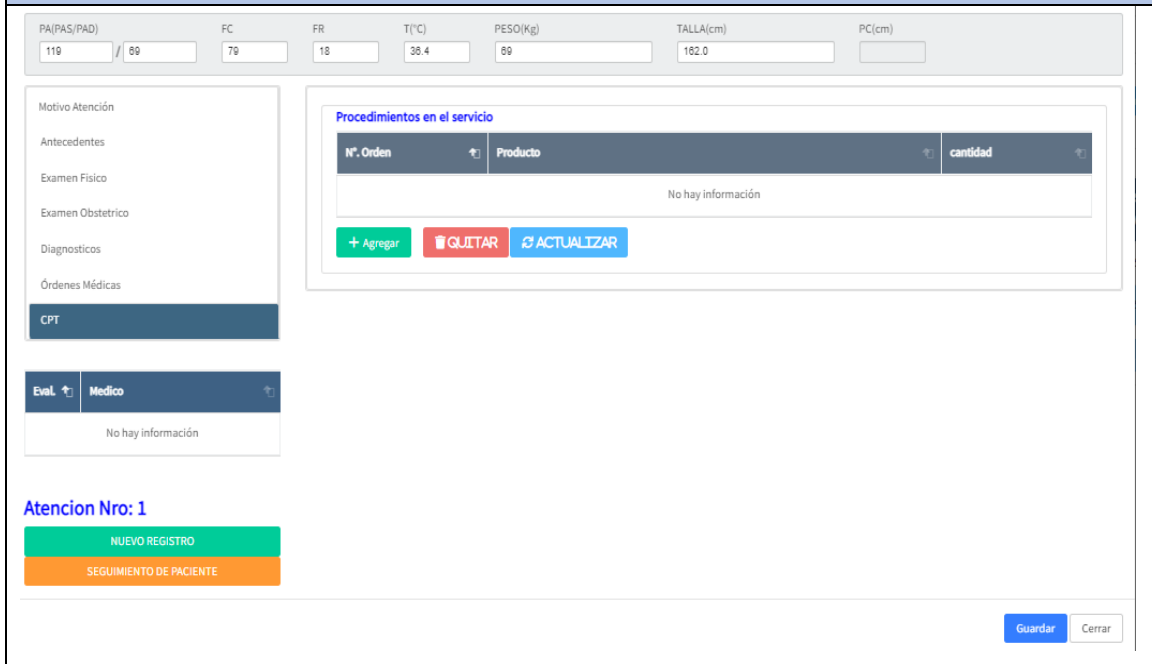 PA(PAS/PAD) FC FR T(°C) PESO(Kg) TALLA(cm) PC(cm)
119 / 69 79 18 36.4 69 162.0
Motivo Atención
Antecedentes
Examen Fisico
Examen Obstetrico
Diagnosticos
Órdenes Médicas
CPT
Procedimientos en el servicio
N°. Orden Producto cantidad
No hay información
+ Agregar QUITAR ACTUALIZAR
Eval. Medico
No hay información
Atencion Nro: 1
NUEVO REGISTRO
SEGUIMIENTO DE PACIENTE
Guardar Cerrar